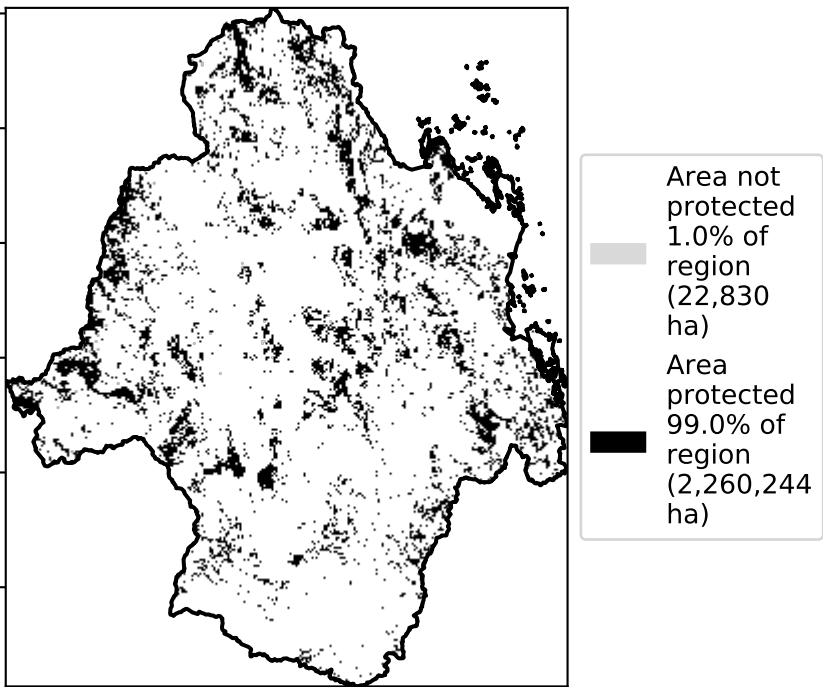 Area not
protected
1.0% of
region
(22,830
ha)
Area
protected
99.0% of
region
(2,260,244
ha)